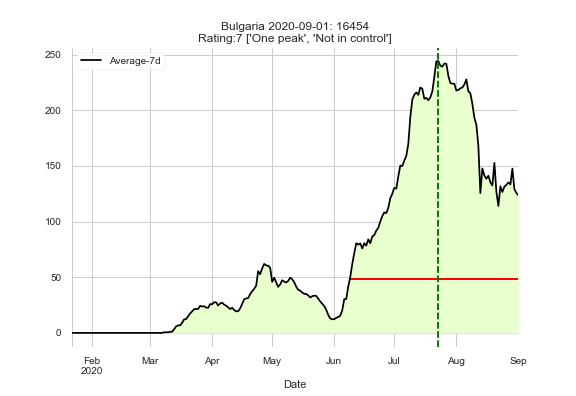 Bulgaria 2020-09-01: 16454
Rating:7 ['One peak', 'Not in control']
Average-7d
250
200
150
100
50
0
Feb
2020
Mar
Apr
May
Jun
Jul
Aug
Sep
Date